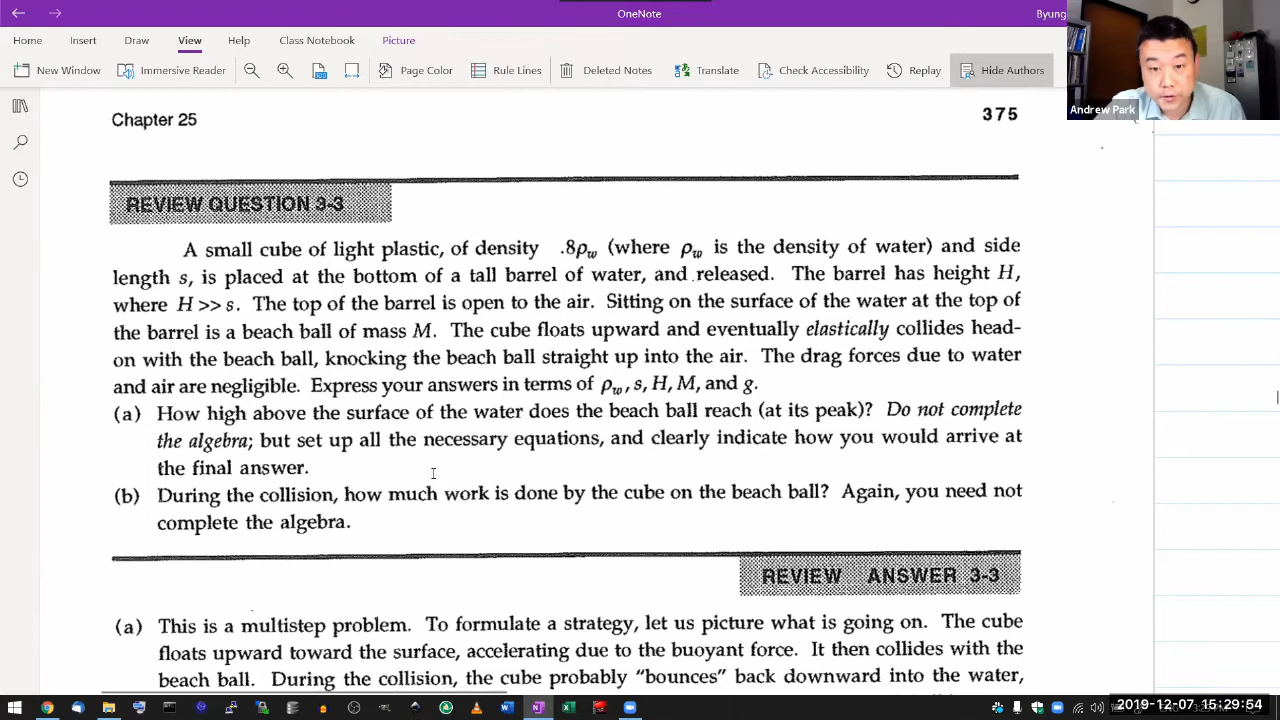 OneNote
Byung
Home Insert Draw View Help Class Notebook Picture
New Window Immersive Reader Page Color Rule Lines Deleted Notes Translate Check Accessibility Replay Hide Authors
Andrew Park
Chapter 25 375
REVIEW QUESTION 3-3
A small cube of light plastic, of density .8ρw (where ρw is the density of water) and side
length s, is placed at the bottom of a tall barrel of water, and released. The barrel has height H,
where H >> s. The top of the barrel is open to the air. Sitting on the surface of the water at the top of
the barrel is a beach ball of mass M. The cube floats upward and eventually elastically collides head-
on with the beach ball, knocking the beach ball straight up into the air. The drag forces due to water
and air are negligible. Express your answers in terms of ρw, s, H, M, and g.
(a) How high above the surface of the water does the beach ball reach (at its peak)? Do not complete
the algebra; but set up all the necessary equations, and clearly indicate how you would arrive at
the final answer.
(b) During the collision, how much work is done by the cube on the beach ball? Again, you need not
complete the algebra.
REVIEW ANSWER 3-3
(a) This is a multistep problem. To formulate a strategy, let us picture what is going on. The cube
floats upward toward the surface, accelerating due to the buoyant force. It then collides with the
beach ball. During the collision, the cube probably "bounces" back downward into the water,
2019-12-07 15:29:54